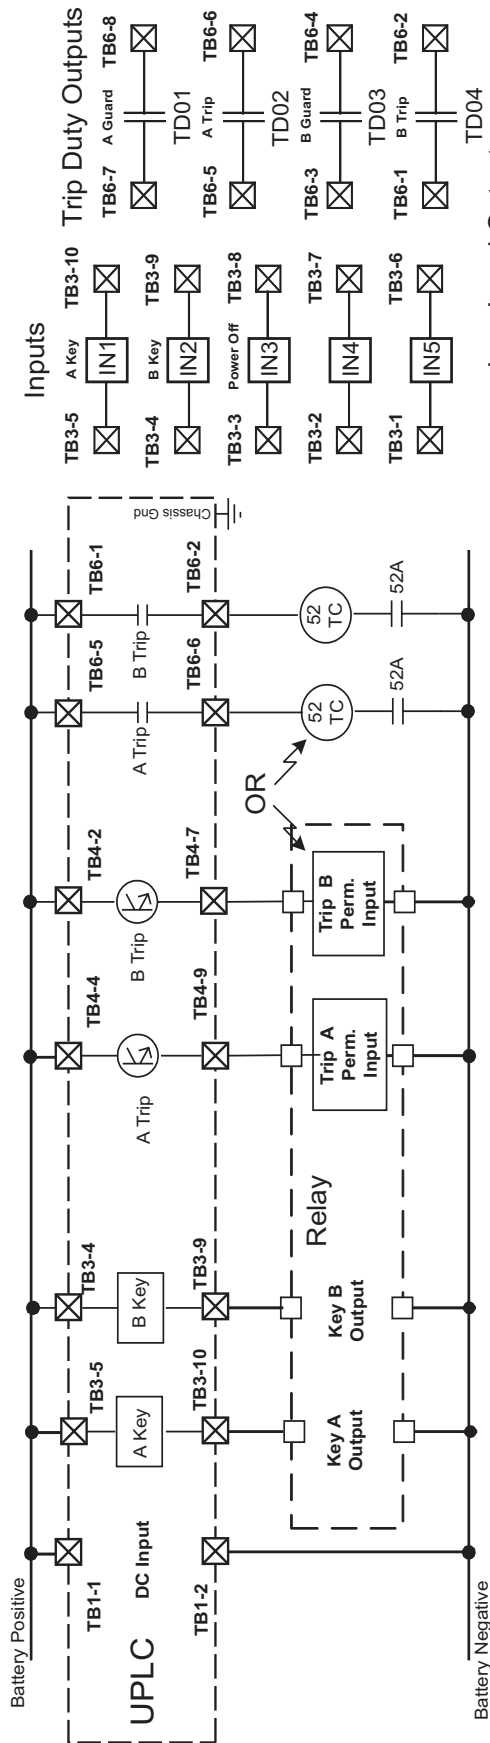 Battery Positive
TB1-1
TB3-5
TB3-4
TB4-4
TB4-2
TB6-5
TB6-1
UPLC
DC Input
A Key
B Key
A Trip
B Trip
A Trip
B Trip
Chassis Gnd
TB1-2
TB3-10
TB3-9
TB4-9
TB4-7
TB6-6
TB6-2
OR
Relay
Key A
Output
Key B
Output
Trip A
Perm.
Input
Trip B
Perm.
Input
52
TC
52
TC
52A
52A
Battery Negative
Inputs
TB3-5
A Key
TB3-10
IN1
TB3-4
B Key
TB3-9
IN2
TB3-3
Power Off
TB3-8
IN3
TB3-2
TB3-7
IN4
TB3-1
TB3-6
IN5
Trip Duty Outputs
TB6-7
A Guard
TB6-8
TD01
TB6-5
A Trip
TB6-6
TD02
TB6-3
B Guard
TB6-4
TD03
TB6-1
B Trip
TB6-2
TD04